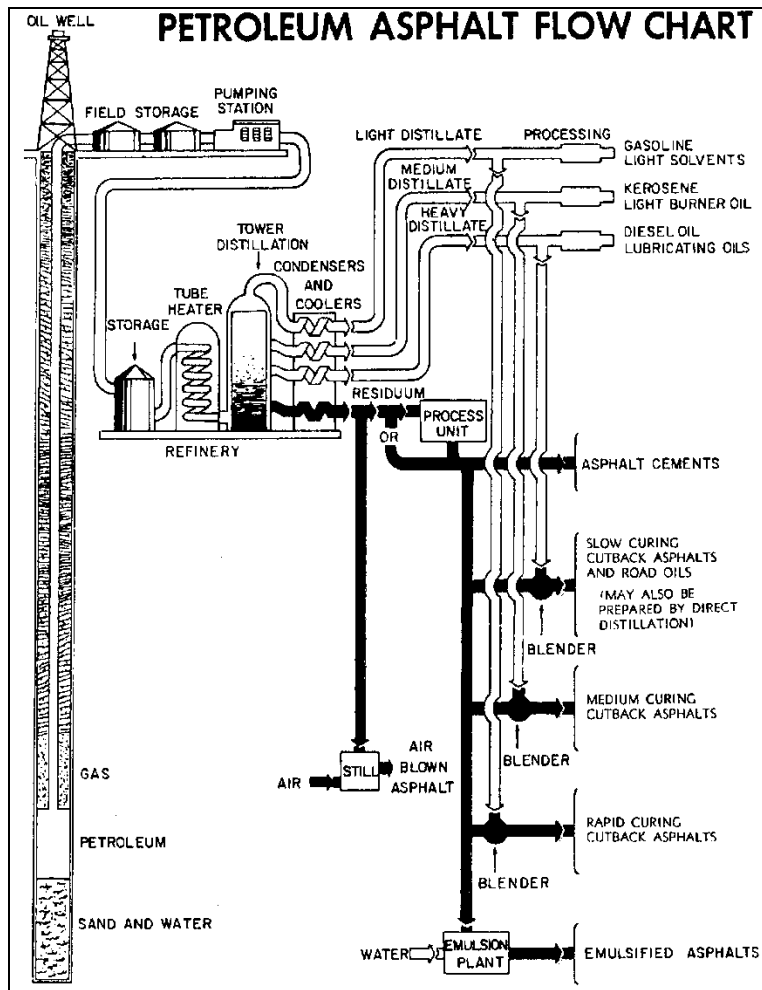 PETROLEUM ASPHALT FLOW CHART
OIL WELL
FIELD STORAGE
PUMPING
STATION
LIGHT DISTILLATE
PROCESSING
GASOLINE
LIGHT SOLVENTS
MEDIUM
DISTILLATE
KEROSENE
LIGHT BURNER OIL
HEAVY
DISTILLATE
DIESEL OIL
LUBRICATING OILS
TOWER
DISTILLATION
CONDENSERS
AND
COOLERS
TUBE
HEATER
STORAGE
REFINERY
RESIDUUM
OR
PROCESS
UNIT
ASPHALT CEMENTS
SLOW CURING
CUTBACK ASPHALTS
AND ROAD OILS
(MAY ALSO BE
PREPARED BY DIRECT
DISTILLATION)
BLENDER
MEDIUM CURING
CUTBACK ASPHALTS
BLENDER
AIR
STILL
AIR
BLOWN
ASPHALT
RAPID CURING
CUTBACK ASPHALTS
BLENDER
GAS
PETROLEUM
SAND AND WATER
WATER
EMULSION
PLANT
EMULSIFIED ASPHALTS